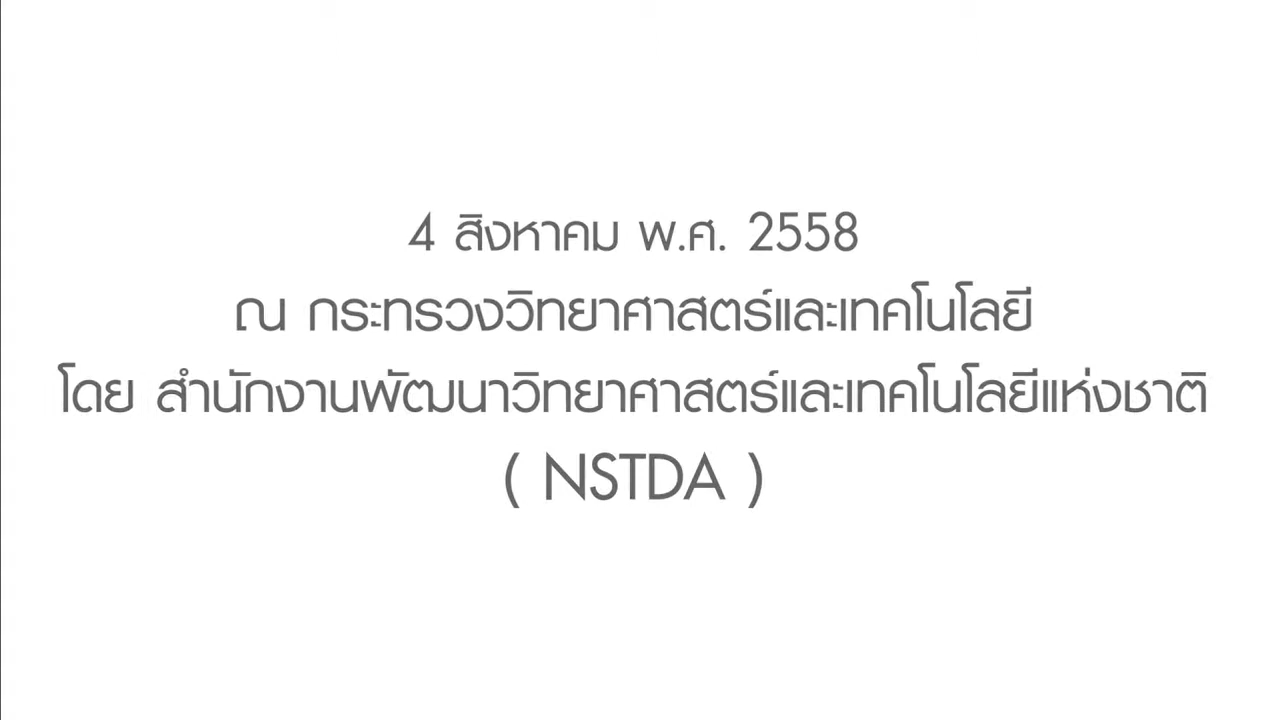 4 สิงหาคม พ.ศ. 2558
ณ กระทรวงวิทยาศาสตร์และเทคโนโลยี
โดย สำนักงานพัฒนาวิทยาศาสตร์และเทคโนโลยีแห่งชาติ
( NSTDA )